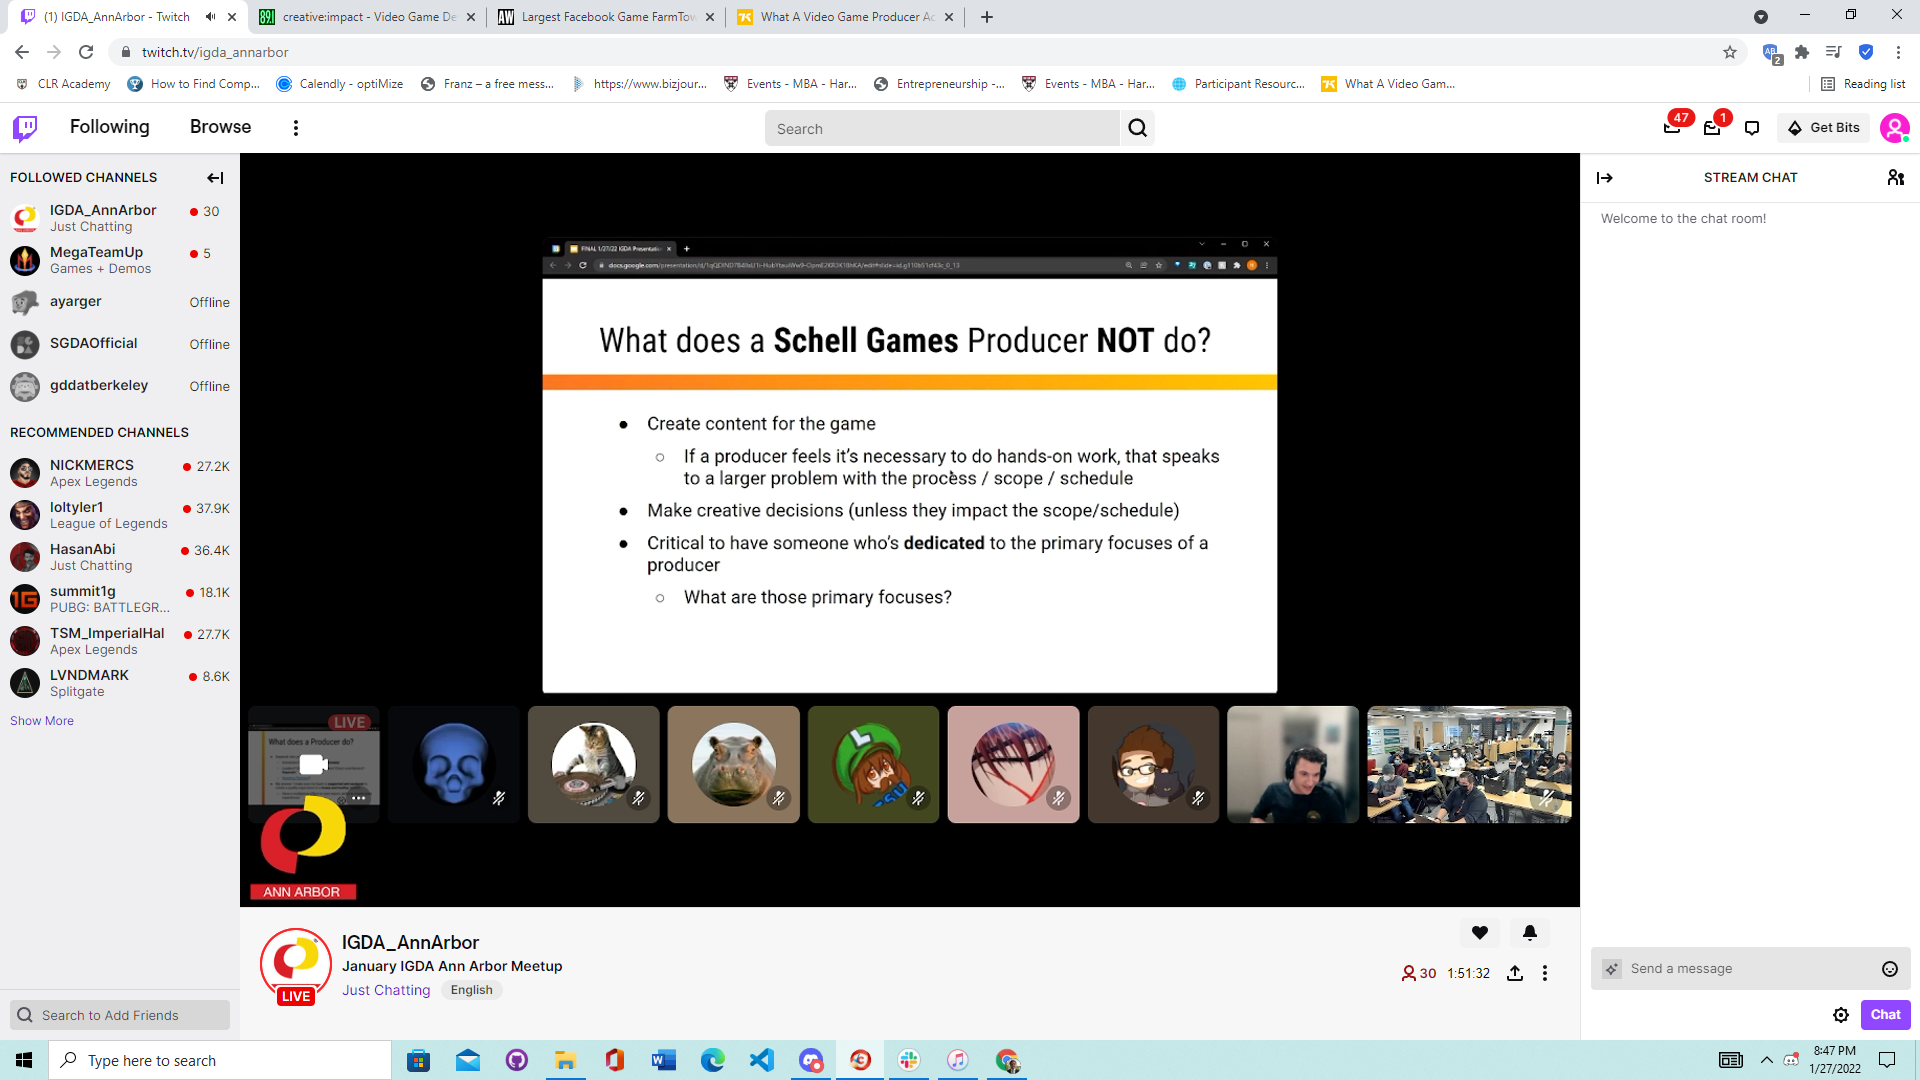 (1) IGDA_AnnArbor - Twitch
creative:impact - Video Game De
Largest Facebook Game FarmTow
What A Video Game Producer Ac
twitch.tv/igda_annarbor
2
CLR Academy
How to Find Comp...
Calendly - optiMize
Franz – a free mess...
https://www.bizjour...
Events - MBA - Har...
Entrepreneurship -...
Events - MBA - Har...
Participant Resourc...
What A Video Gam...
Reading list
Following
Browse
Search
47
1
Get Bits
FOLLOWED CHANNELS
IGDA_AnnArbor
30
Just Chatting
MegaTeamUp
5
Games + Demos
ayarger
Offline
SGDAOfficial
Offline
gddatberkeley
Offline
RECOMMENDED CHANNELS
NICKMERCS
27.2K
Apex Legends
loltyler1
37.9K
League of Legends
HasanAbi
36.4K
Just Chatting
summit1g
18.1K
PUBG: BATTLEGR...
TSM_ImperialHal
27.7K
Apex Legends
LVNDMARK
8.6K
Splitgate
Show More
Search to Add Friends
FINAL 1/27/22 IGDA Presentation
What does a Schell Games Producer NOT do?
Create content for the game
If a producer feels it's necessary to do hands-on work, that speaks
to a larger problem with the process / scope / schedule
Make creative decisions (unless they impact the scope/schedule)
Critical to have someone who's dedicated to the primary focuses of a
producer
What are those primary focuses?
LIVE
What does a Producer do?
ANN ARBOR
IGDA_AnnArbor
January IGDA Ann Arbor Meetup
Just Chatting
English
LIVE
30
1:51:32
STREAM CHAT
Welcome to the chat room!
Send a message
Chat
Type here to search
8:47 PM
1/27/2022